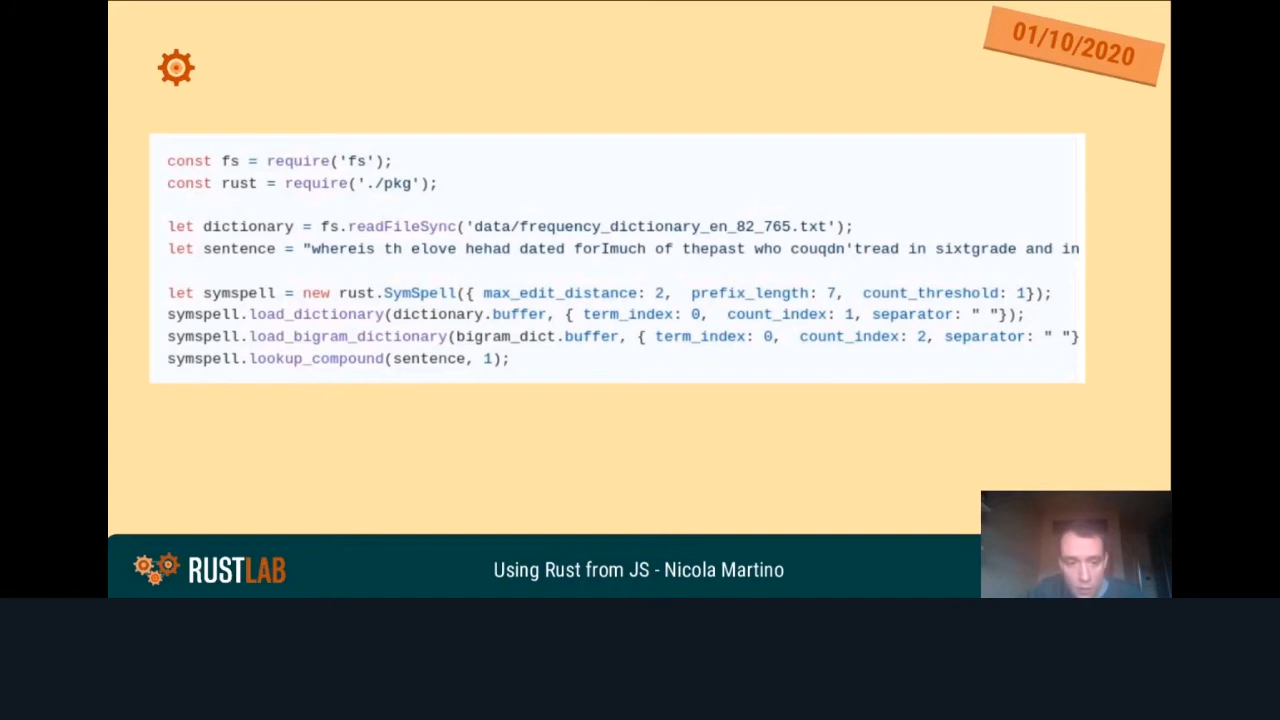 01/10/2020
const fs = require('fs');
const rust = require('./pkg');
let dictionary = fs.readFileSync('data/frequency_dictionary_en_82_765.txt');
let sentence = "whereis th elove hehad dated forImuch of thepast who couqdn'tread in sixtgrade and in
let symspell = new rust.SymSpell({ max_edit_distance: 2,  prefix_length: 7,  count_threshold: 1});
symspell.load_dictionary(dictionary.buffer, { term_index: 0,  count_index: 1, separator: " "});
symspell.load_bigram_dictionary(bigram_dict.buffer, { term_index: 0,  count_index: 2, separator: " "}
symspell.lookup_compound(sentence, 1);
RUSTLAB
Using Rust from JS - Nicola Martino